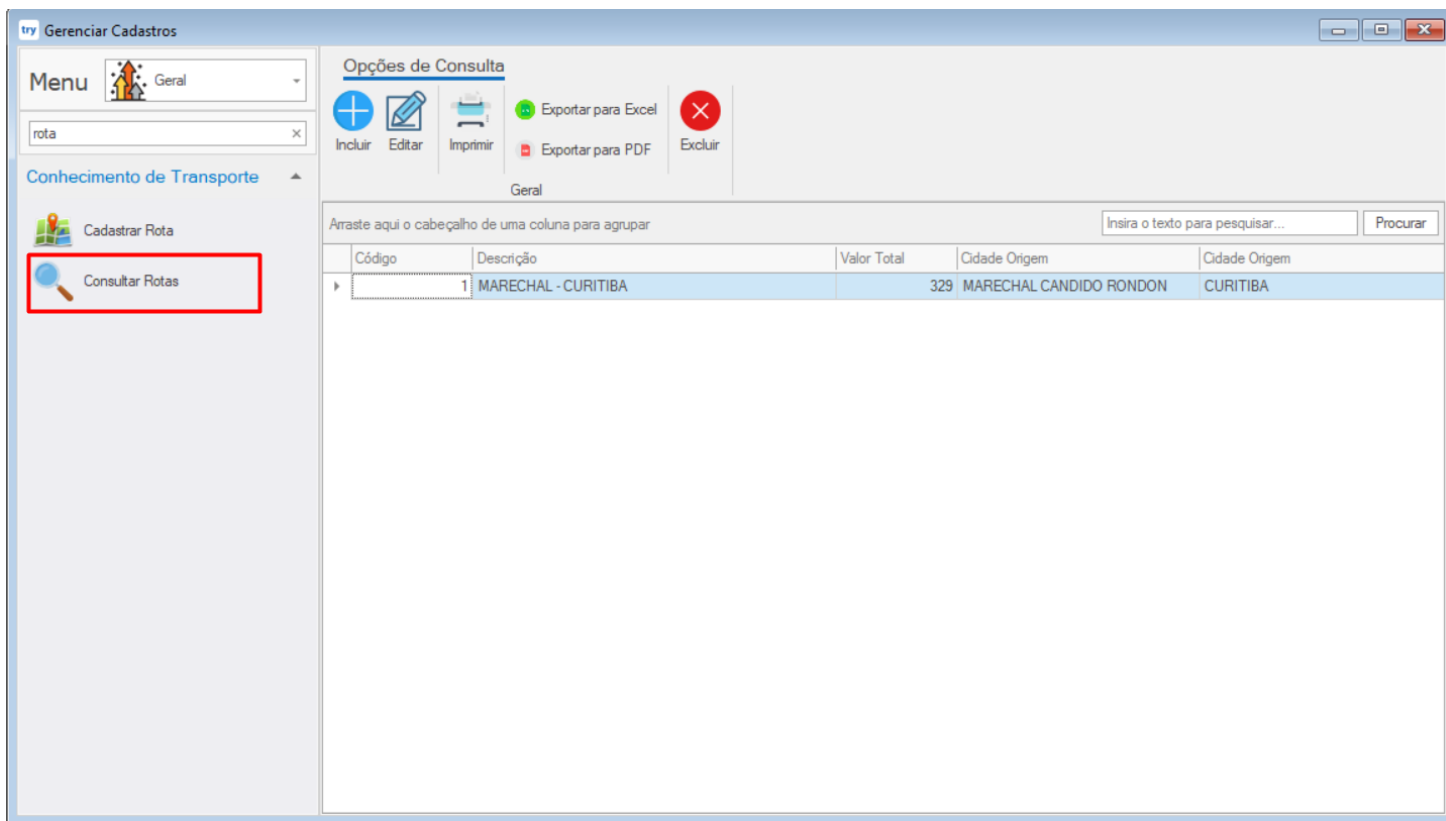 try Gerenciar Cadastros
Menu Geral
rota
Conhecimento de Transporte
Cadastrar Rota
Consultar Rotas
Opções de Consulta
Incluir Editar Imprimir Exportar para Excel Exportar para PDF Excluir
Geral
Arraste aqui o cabeçalho de uma coluna para agrupar Insira o texto para pesquisar... Procurar
Código Descrição Valor Total Cidade Origem Cidade Origem
1 MARECHAL - CURITIBA 329 MARECHAL CANDIDO RONDON CURITIBA